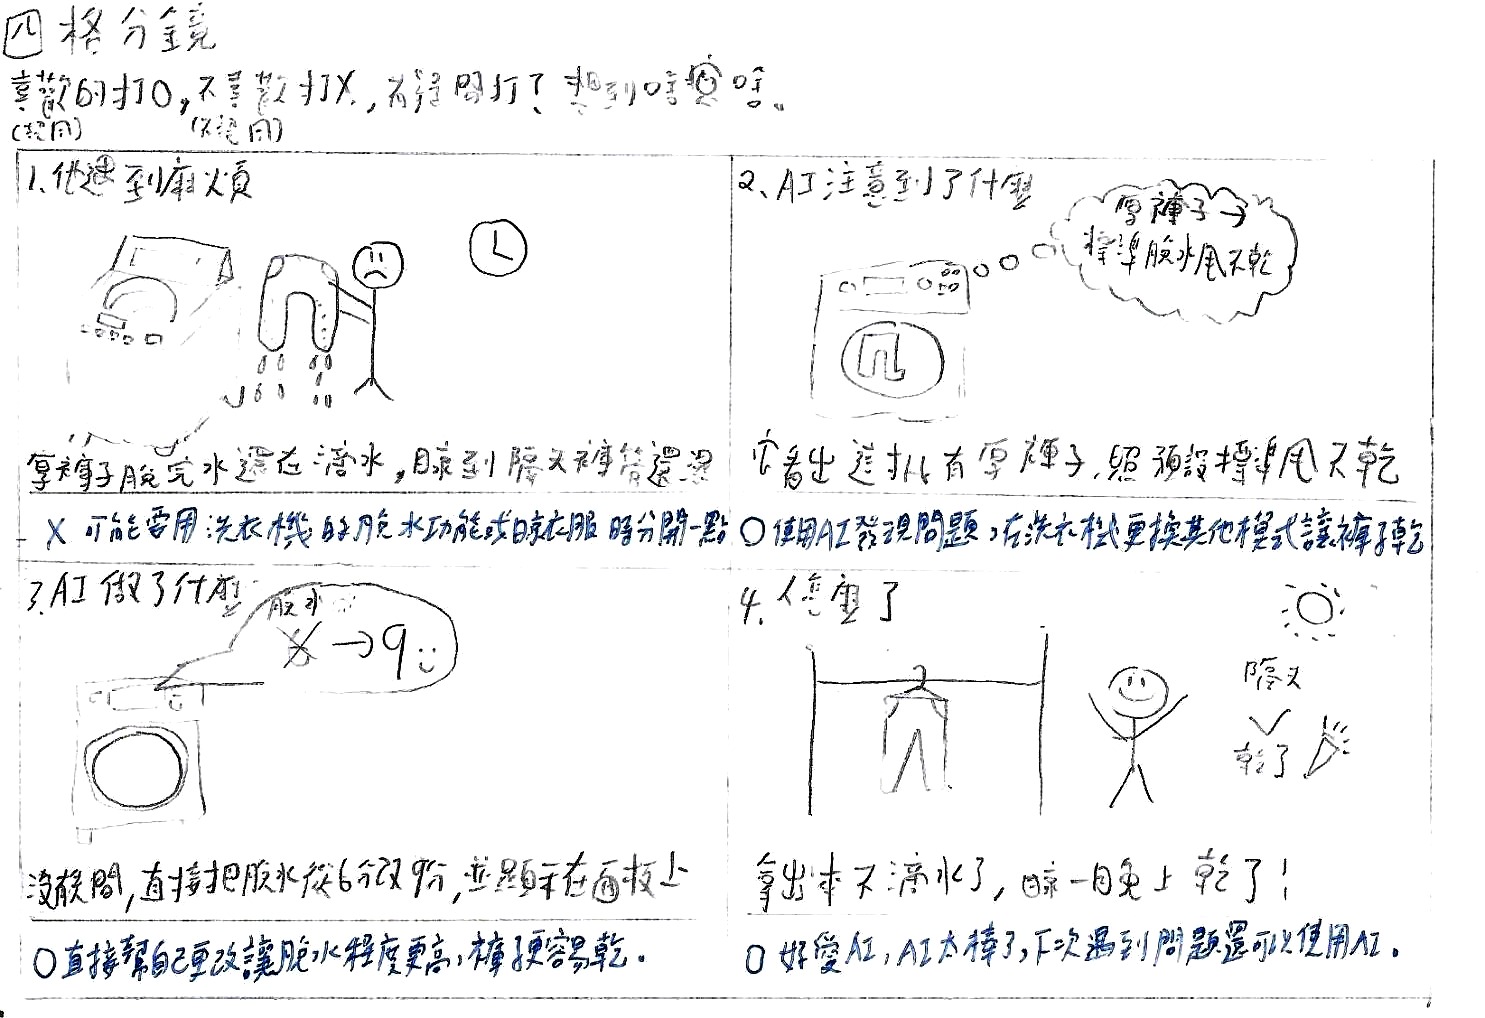 四格分鏡
喜歡的打O,不喜歡打X,有疑問打?想到啥寫啥。
(認同) (不認同)
1.他遇到麻煩
厚褲子脫完水還在滴水,晾到隔天褲管還濕
X 可能要用洗衣機的脫水功能或晾衣服時分開一點
2、AI注意到了什麼
厚褲子→
標準脫水風不乾
它看出這批有厚褲子,照預設標準風不乾
O 使用AI發現問題,在洗衣機更換其他模式讓褲子乾
3.AI做了什麼
脫水
6→9
沒有問,直接把脫水從6分改9分,並顯示在面板上
O 直接幫自己更改讓脫水程度更高,褲子更容易乾。
4.人怎麼了
隔天
乾了
拿出來不滴水了,晾一晚上乾了!
O 好愛AI,AI太棒了,下次遇到問題還可以使用AI.